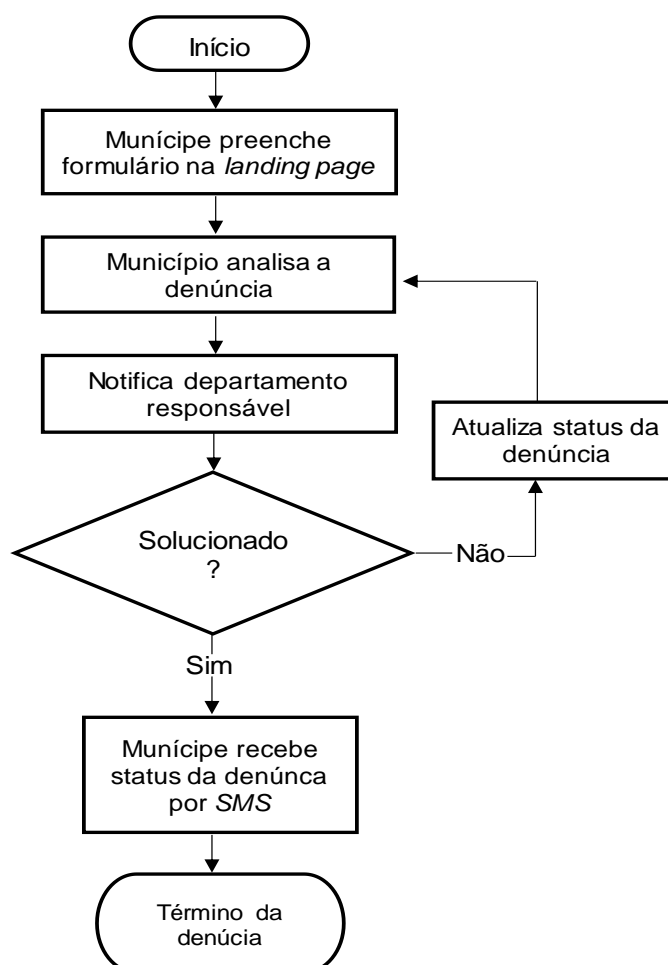 Início
Munícipe preenche
formulário na landing page
Município analisa a
denúncia
Notifica departamento
responsável
Atualiza status da
denúncia
Solucionado
?
Não
Sim
Munícipe recebe
status da denúnca
por SMS
Término da
denúcia